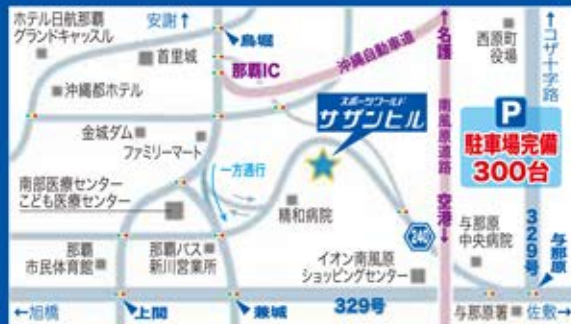 ホテル日航那覇
グランドキャッスル
安謝↑
鳥堀
首里城
那覇IC
沖縄自動車道
↑名護
西原町
役場
↑コザ十字路
沖縄都ホテル
スポーツワールド
サザンヒル
南風原道路
P
駐車場完備
300台
金城ダム
ファミリーマート
一方通行
南部医療センター
こども医療センター
精和病院
空港↓
240
329号
与那原
与那原
中央病院
那覇
市民体育館
那覇バス
新川営業所
イオン南風原
ショッピングセンター
←旭橋
上間
兼城
329号
与那原署
佐敷→